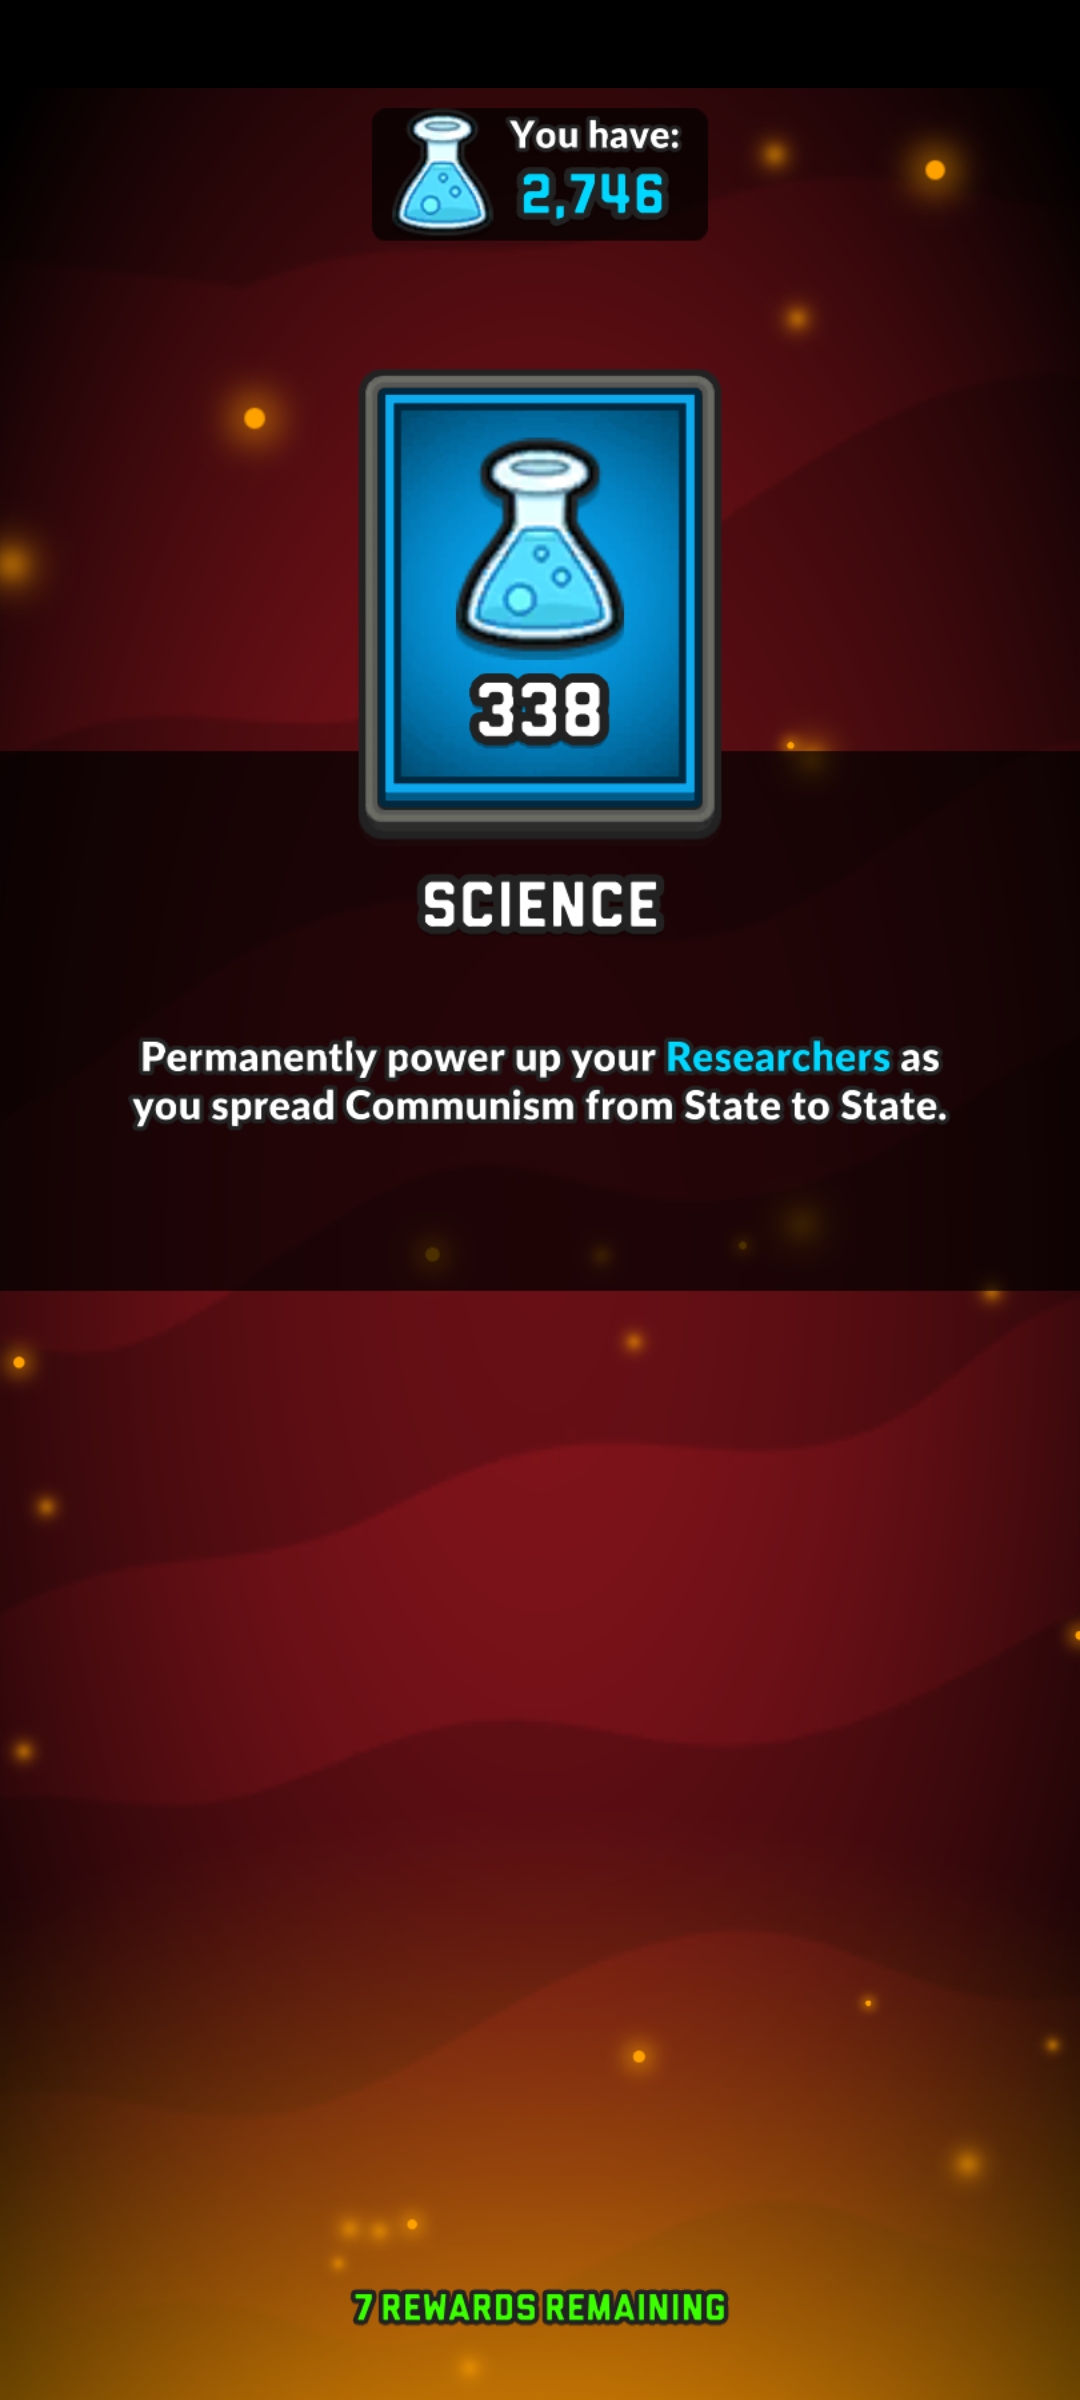 You have:
2,746
338
SCIENCE
Permanently power up your Researchers as
you spread Communism from State to State.
7 REWARDS REMAINING